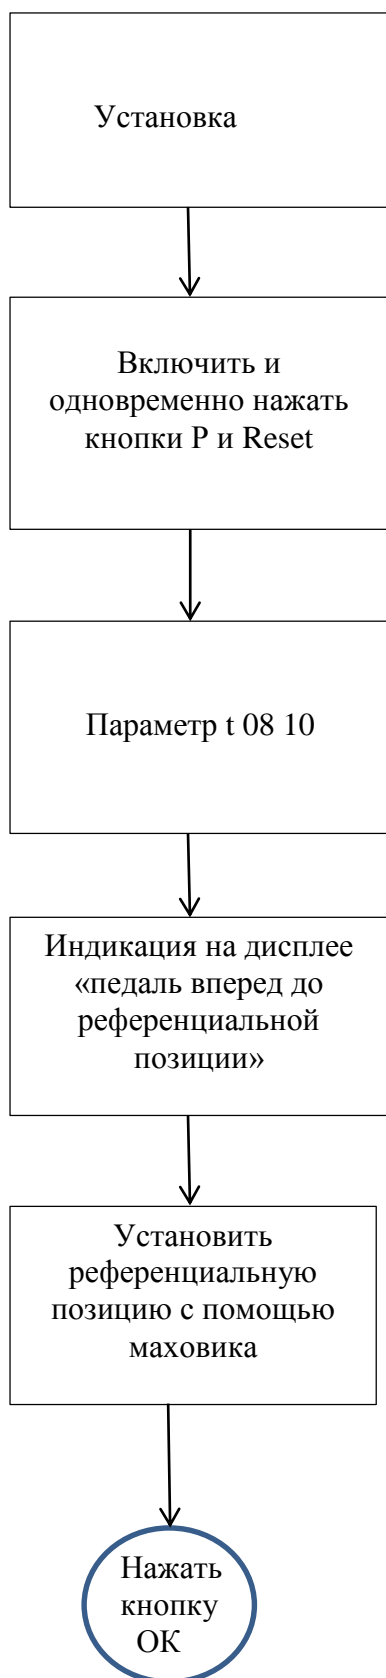 Установка
Включить и
одновременно нажать
кнопки P и Reset
Параметр t 08 10
Индикация на дисплее
«педаль вперед до
референциальной
позиции»
Установить
референциальную
позицию с помощью
маховика
Нажать
кнопку
ОК